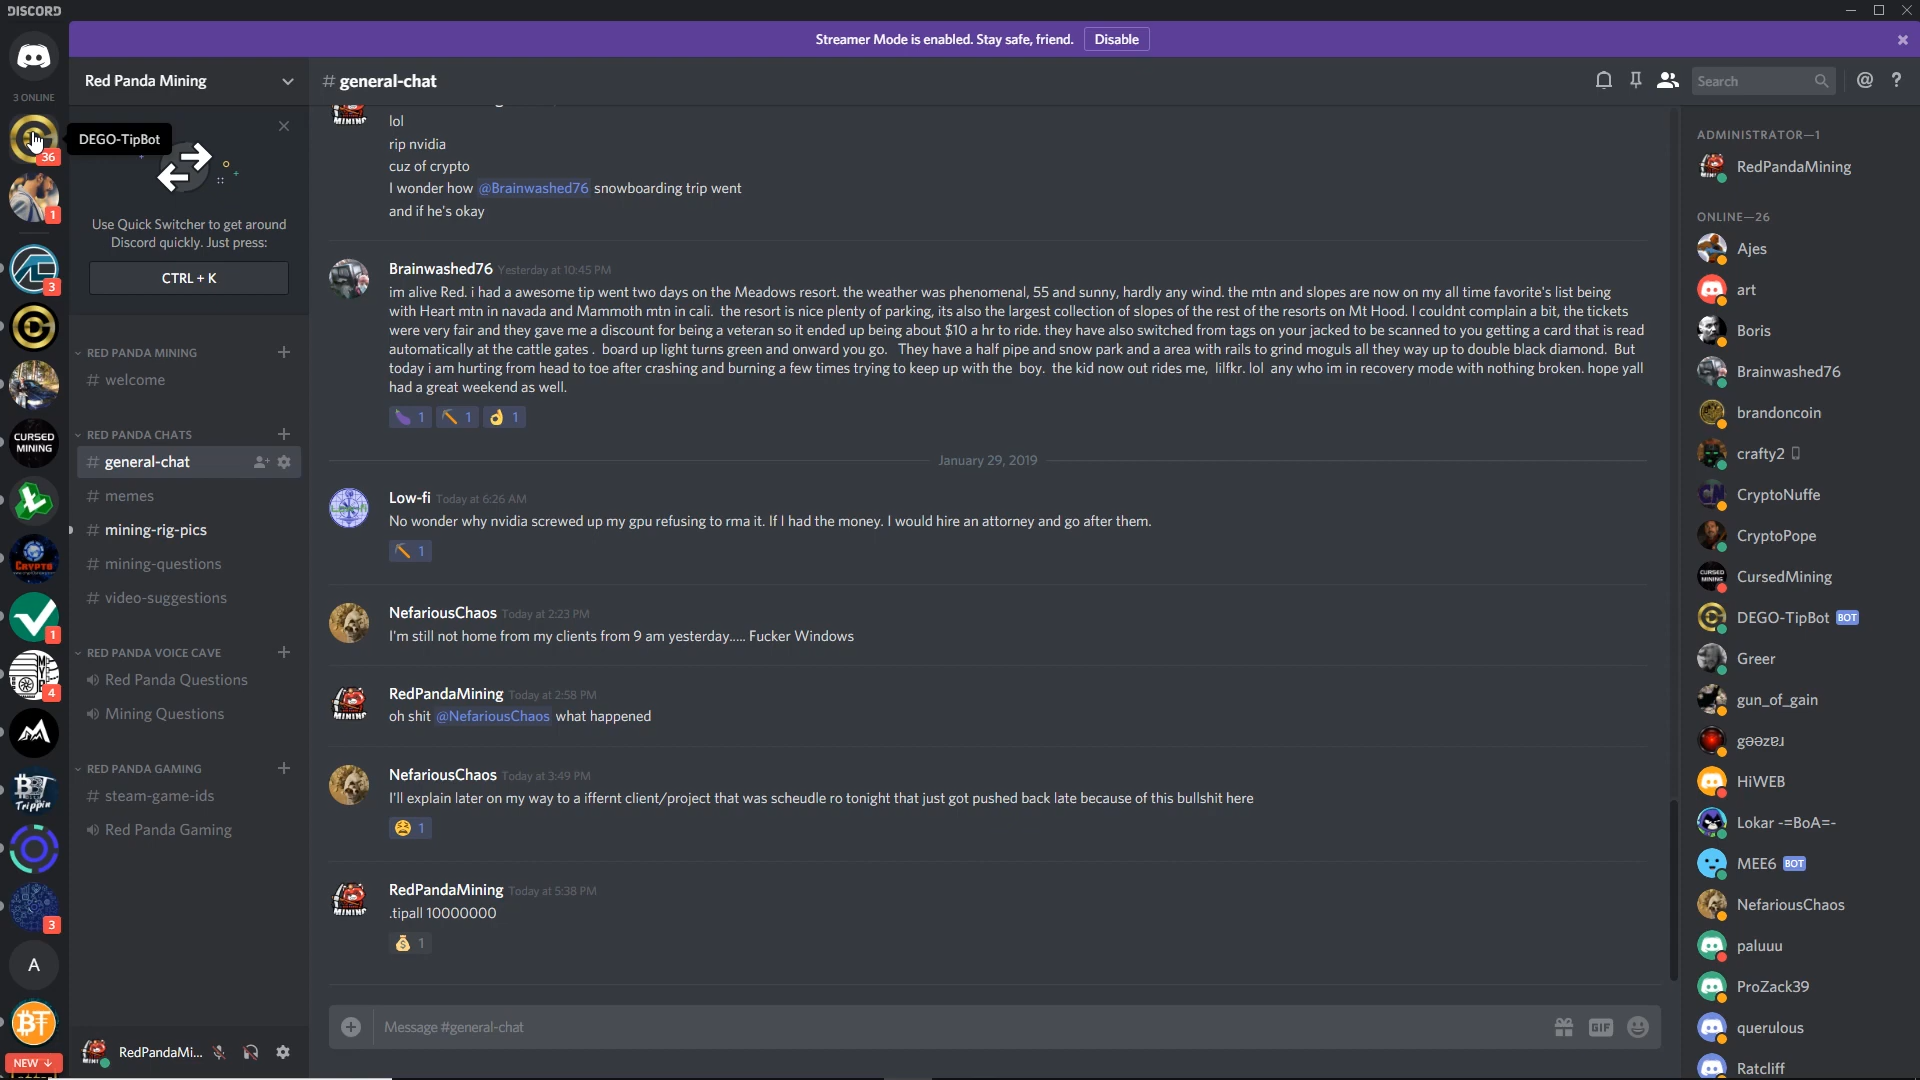 DISCORD
Streamer Mode is enabled. Stay safe, friend. Disable
3 ONLINE
36
1
3
CURSED
MINING
CRYPTO
1
4
BT
Trippin
3
A
NEW ↓
DEGO-TipBot
Red Panda Mining
Use Quick Switcher to get around
Discord quickly. Just press:
CTRL + K
RED PANDA MINING +
# welcome
RED PANDA CHATS +
# general-chat
# memes
# mining-rig-pics
# mining-questions
# video-suggestions
RED PANDA VOICE CAVE +
Red Panda Questions
Mining Questions
RED PANDA GAMING +
# steam-game-ids
Red Panda Gaming
RedPandaMi...
# general-chat
Search
@ ?
MINING
lol
rip nvidia
cuz of crypto
I wonder how @Brainwashed76 snowboarding trip went
and if he's okay
Brainwashed76 Yesterday at 10:45 PM
im alive Red. i had a awesome tip went two days on the Meadows resort. the weather was phenomenal, 55 and sunny, hardly any wind. the mtn and slopes are now on my all time favorite's list being
with Heart mtn in navada and Mammoth mtn in cali. the resort is nice plenty of parking, its also the largest collection of slopes of the rest of the resorts on Mt Hood. I couldnt complain a bit, the tickets
were very fair and they gave me a discount for being a veteran so it ended up being about $10 a hr to ride. they have also switched from tags on your jacked to be scanned to you getting a card that is read
automatically at the cattle gates . board up light turns green and onward you go. They have a half pipe and snow park and a area with rails to grind moguls all they way up to double black diamond. But
today i am hurting from head to toe after crashing and burning a few times trying to keep up with the boy. the kid now out rides me, lilfkr. lol any who im in recovery mode with nothing broken. hope yall
had a great weekend as well.
🍆 1 ⛏ 1 👌 1
January 29, 2019
Low-fi Today at 6:26 AM
No wonder why nvidia screwed up my gpu refusing to rma it. If I had the money. I would hire an attorney and go after them.
⛏ 1
NefariousChaos Today at 2:23 PM
I'm still not home from my clients from 9 am yesterday..... Fucker Windows
MINING
RedPandaMining Today at 2:58 PM
oh shit @NefariousChaos what happened
NefariousChaos Today at 3:49 PM
I'll explain later on my way to a iffernt client/project that was scheudle ro tonight that just got pushed back late because of this bullshit here
😫 1
MINING
RedPandaMining Today at 5:38 PM
.tipall 10000000
💰 1
Message #general-chat
GIF
ADMINISTRATOR—1
RedPandaMining
ONLINE—26
Ajes
art
Boris
Brainwashed76
brandoncoin
crafty2
CryptoNuffe
CryptoPope
CURSED
MINING
CursedMining
DEGO-TipBot BOT
Greer
gun_of_gain
gǝǝzɐɹ
HiWEB
Lokar -=BoA=-
MEE6 BOT
NefariousChaos
paluuu
ProZack39
querulous
Ratcliff